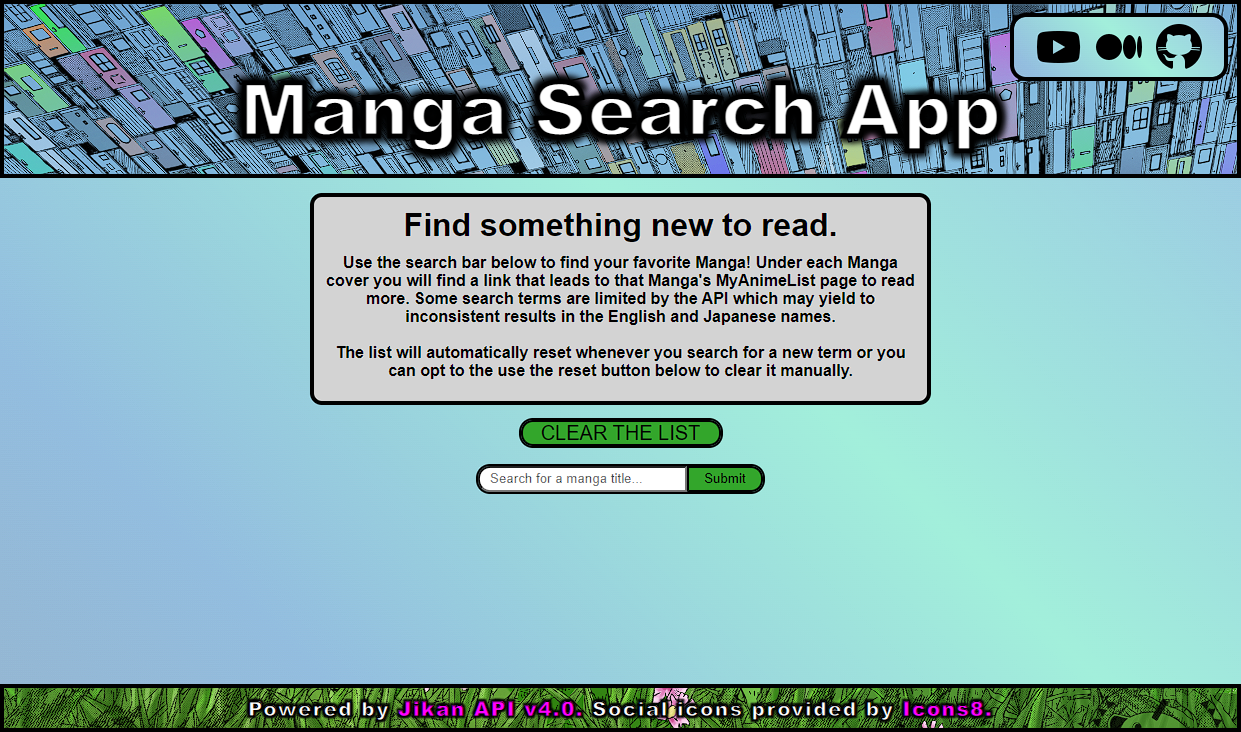 Manga Search App
Find something new to read.
Use the search bar below to find your favorite Manga! Under each Manga
cover you will find a link that leads to that Manga's MyAnimeList page to read
more. Some search terms are limited by the API which may yield to
inconsistent results in the English and Japanese names.
The list will automatically reset whenever you search for a new term or you
can opt to the use the reset button below to clear it manually.
CLEAR THE LIST
Search for a manga title... Submit
Powered by Jikan API v4.0. Social icons provided by Icons8.